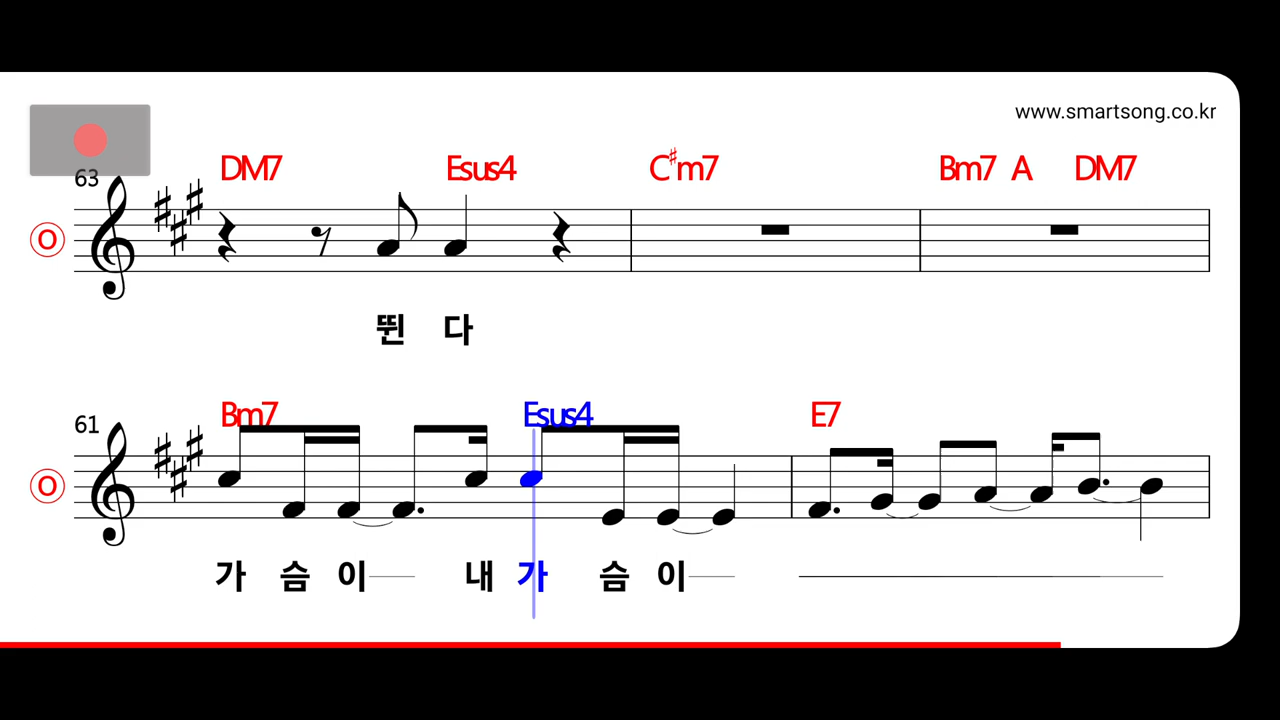 www.smartsong.co.kr
63
DM7 Esus4 C♯m7 Bm7 A DM7
O
뛴 다
61
Bm7 Esus4 E7
O
가 슴 이 내 가 슴 이